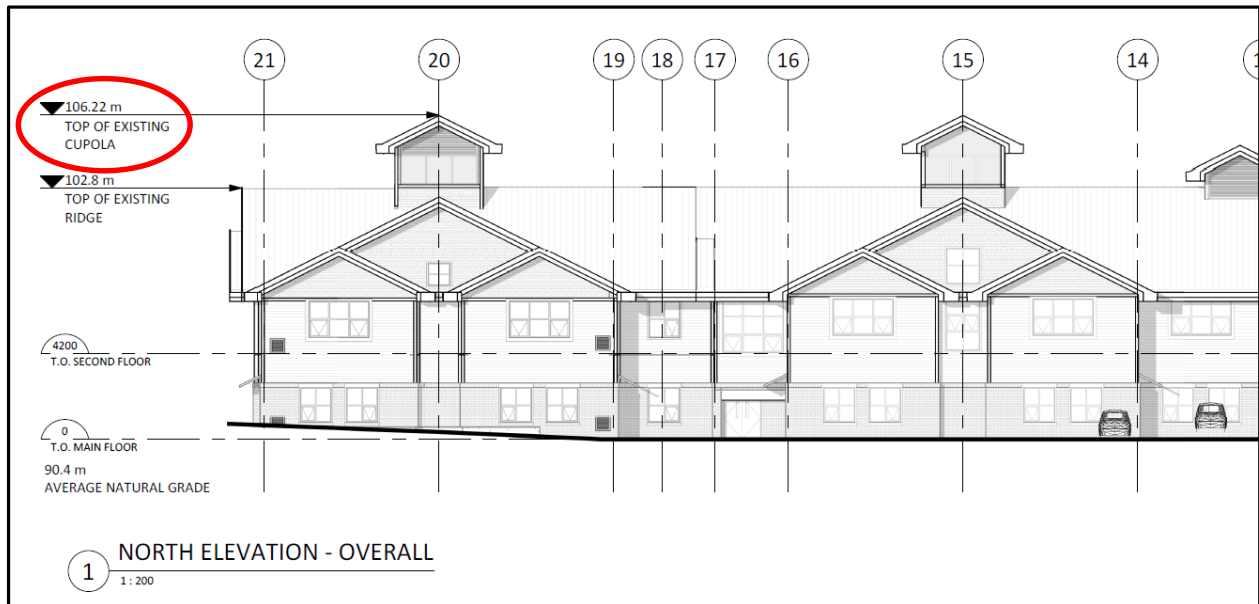 21 20 19 18 17 16 15 14
106.22 m
TOP OF EXISTING
CUPOLA
102.8 m
TOP OF EXISTING
RIDGE
4200
T.O. SECOND FLOOR
0
T.O. MAIN FLOOR
90.4 m
AVERAGE NATURAL GRADE
1 NORTH ELEVATION - OVERALL
1 : 200